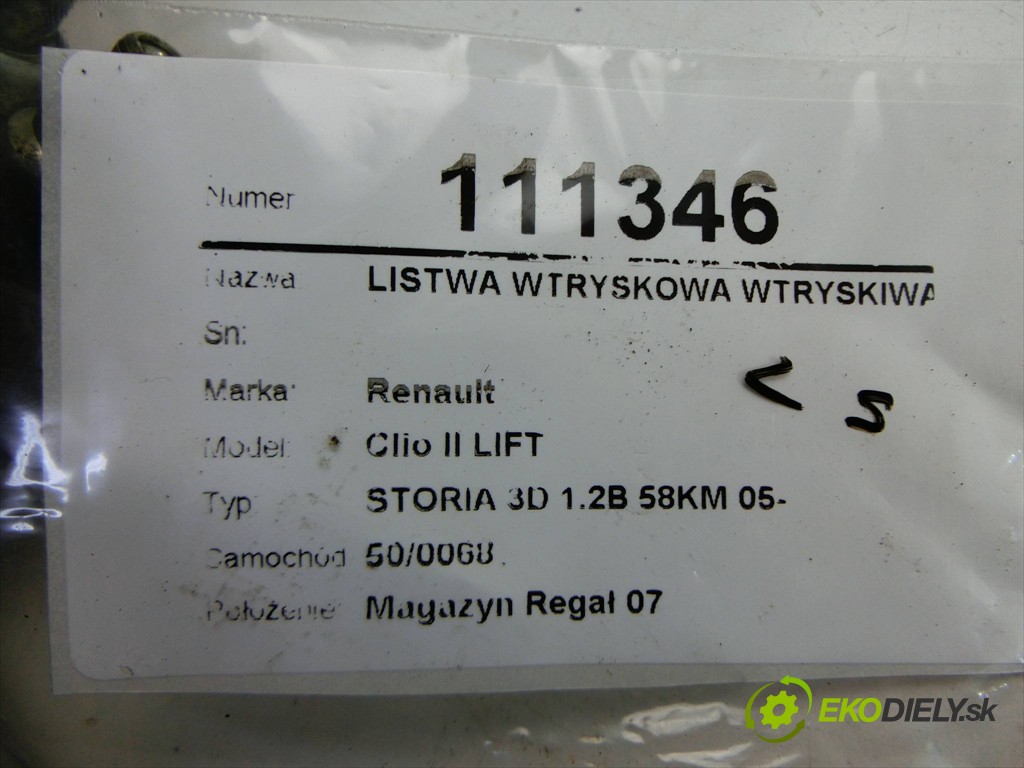 Numer 111346
Nazwa LISTWA WTRYSKOWA WTRYSKIWA
Sn:
Marka: Renault
Model: Clio II LIFT
Typ STORIA 3D 1.2B 58KM 05-
Samochód 50/0068
Położenie: Magazyn Regał 07
< 5
EKODIELY.sk